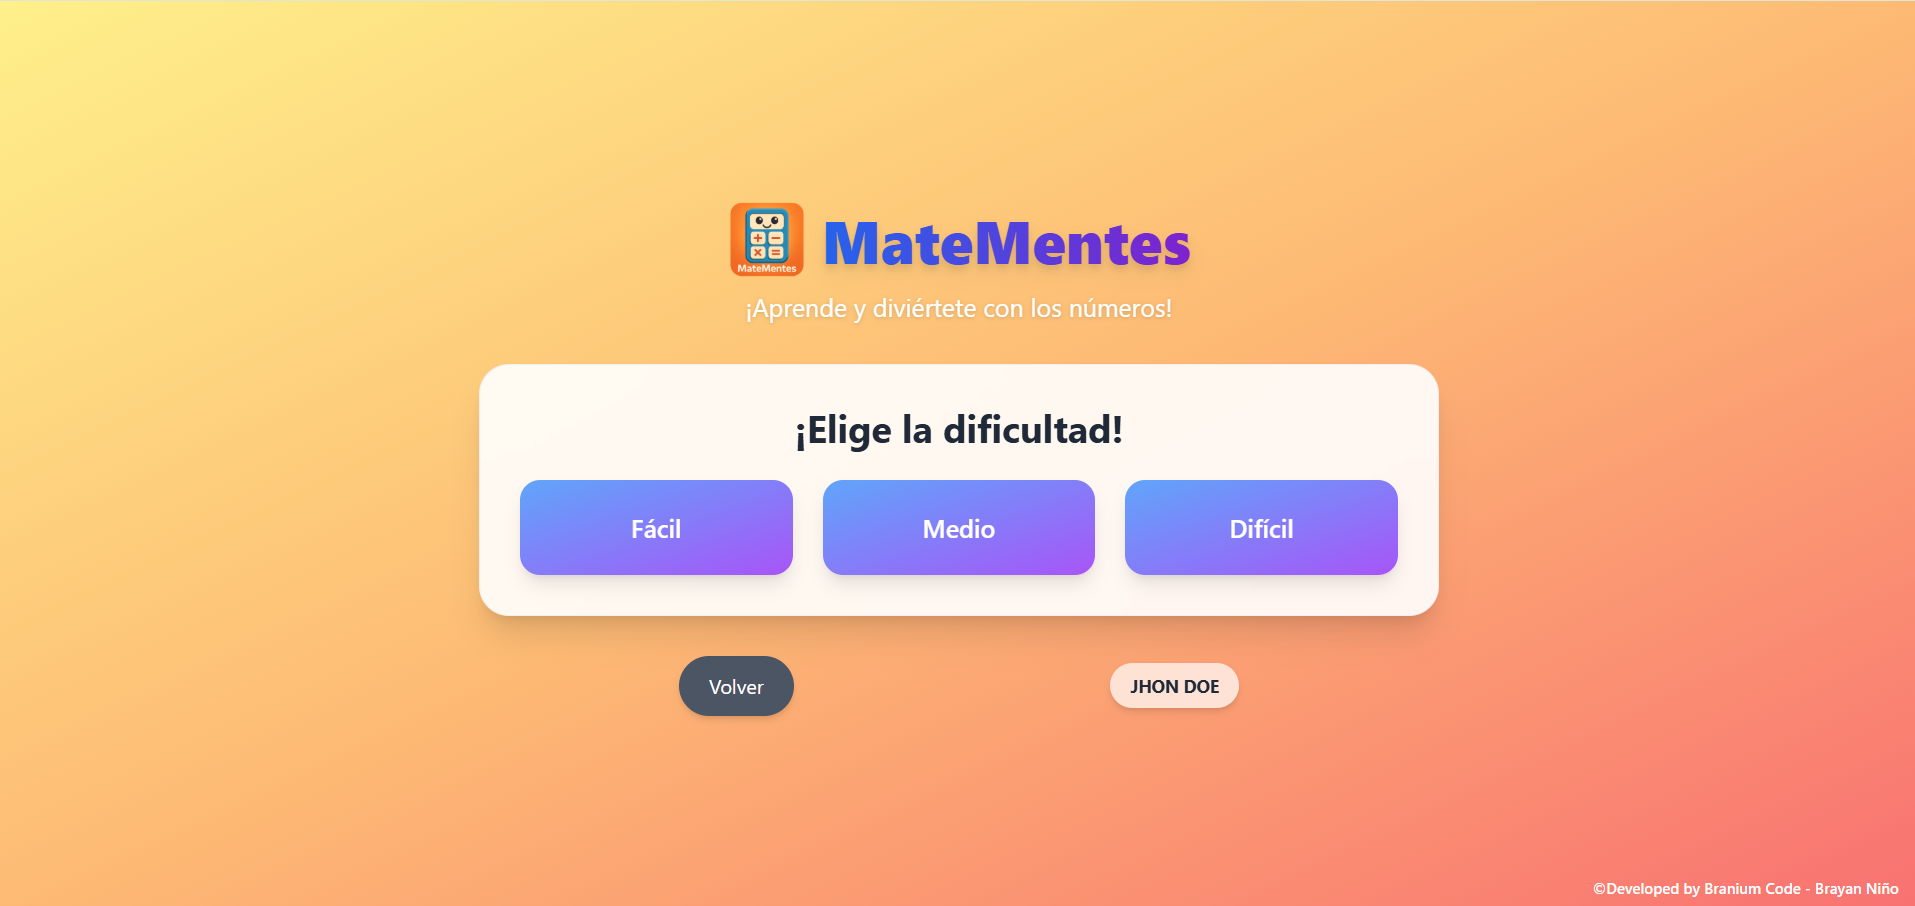 MateMentes
MateMentes
¡Aprende y diviértete con los números!
¡Elige la dificultad!
Fácil
Medio
Difícil
Volver
JHON DOE
©Developed by Branium Code - Brayan Niño